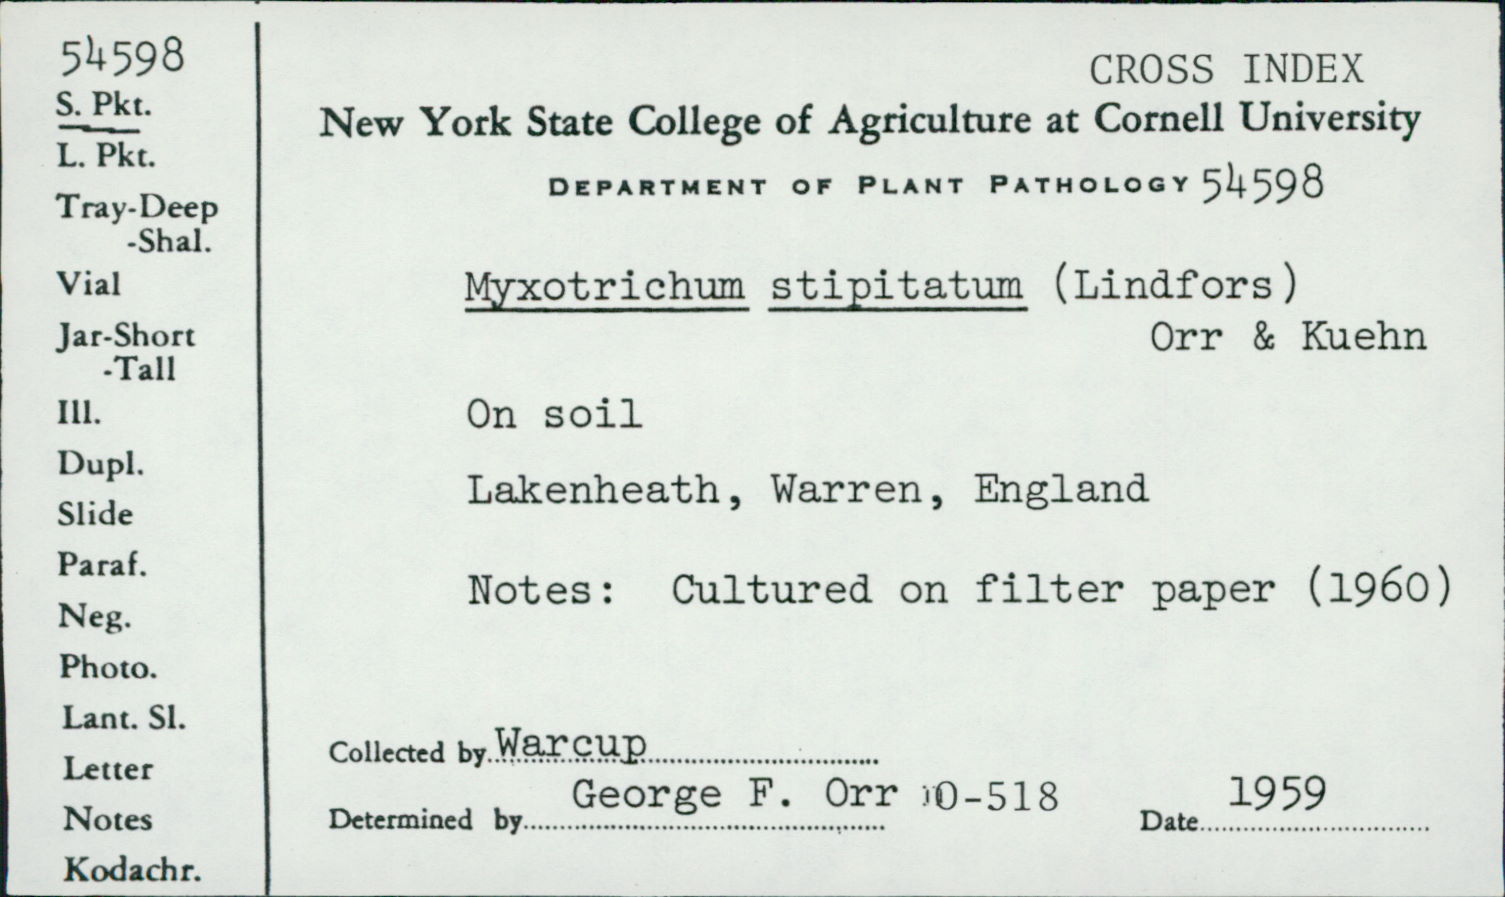 54598
S. Pkt.
L. Pkt.
Tray-Deep
-Shal.
Vial
Jar-Short
-Tall
Ill.
Dupl.
Slide
Paraf.
Neg.
Photo.
Lant. Sl.
Letter
Notes
Kodachr.
CROSS INDEX
New York State College of Agriculture at Cornell University
DEPARTMENT OF PLANT PATHOLOGY 54598
Myxotrichum stipitatum (Lindfors)
Orr & Kuehn
On soil
Lakenheath, Warren, England
Notes: Cultured on filter paper (1960)
Collected by Warcup
Determined by George F. Orr O-518
Date 1959